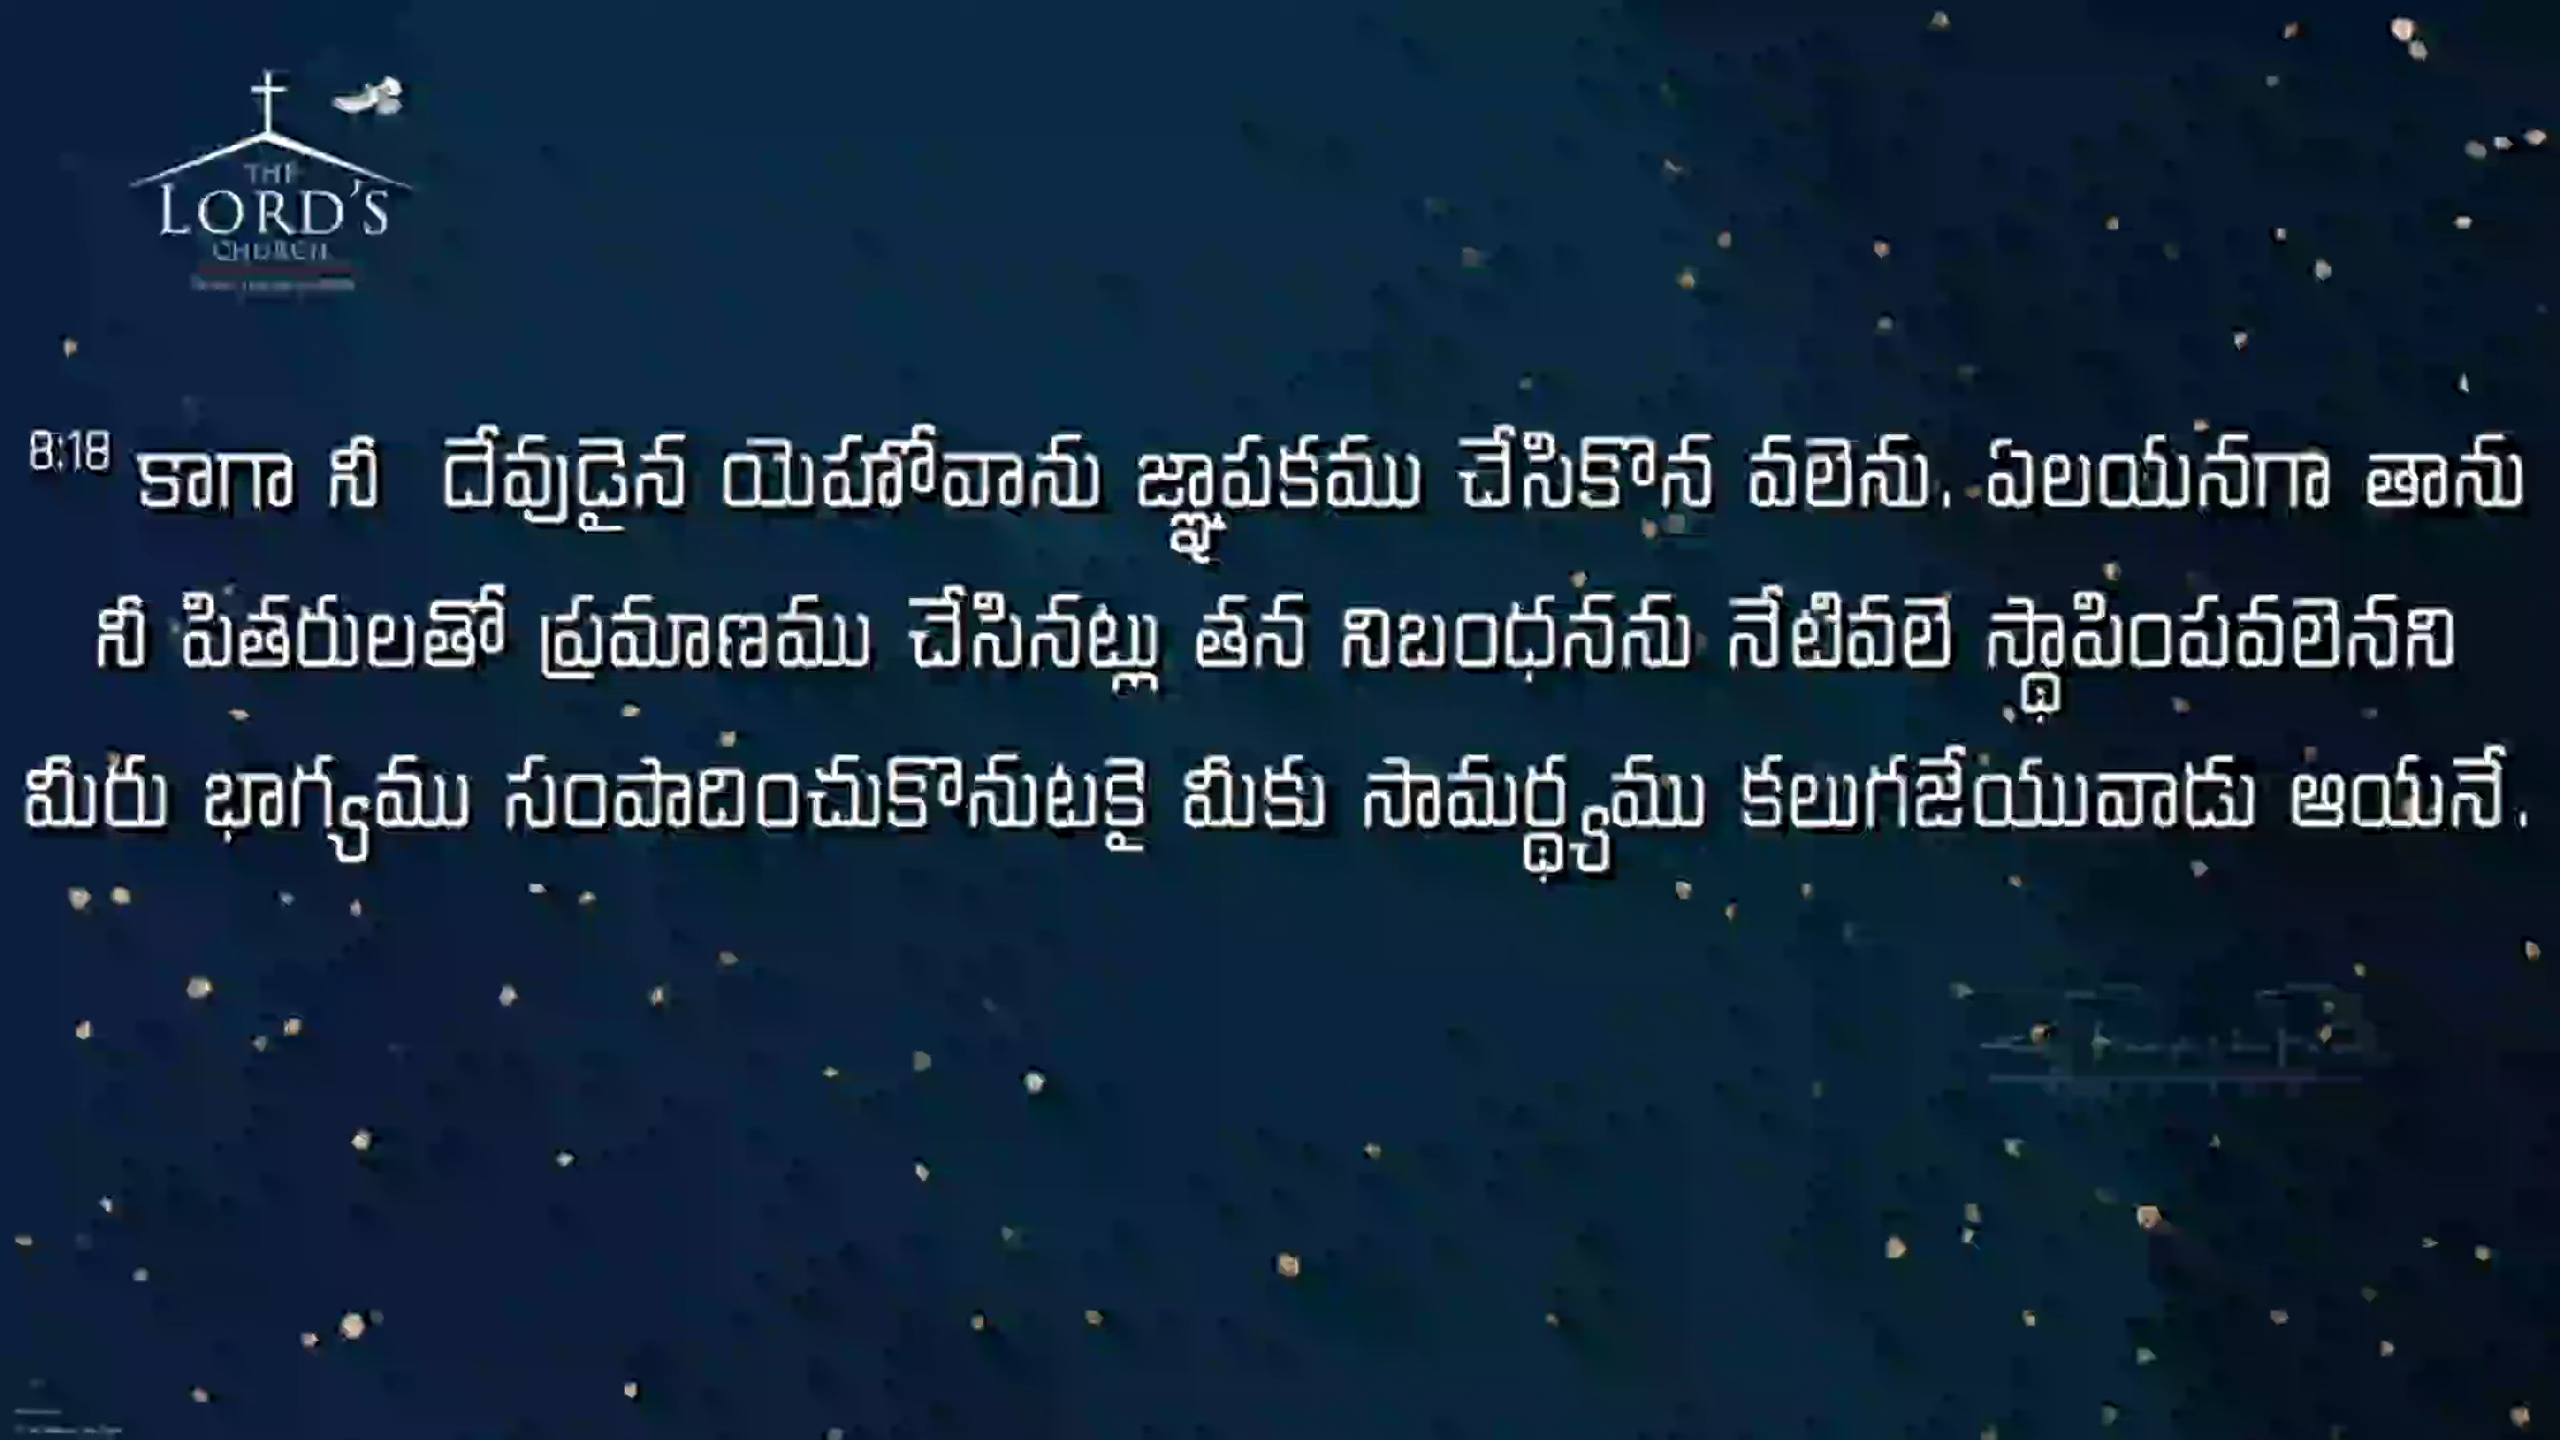 THE
LORD'S
CHURCH
8:18 కాగా నీ దేవుడైన యెహోవాను జ్ఞాపకము చేసికొన వలెను. ఏలయనగా తాను
నీ పితరులతో ప్రమాణము చేసినట్లు తన నిబంధనను నేటివలె స్థాపింపవలెనని
మీరు భాగ్యము సంపాదించుకొనుటకై మీకు సామర్థ్యము కలుగజేయువాడు ఆయనే.